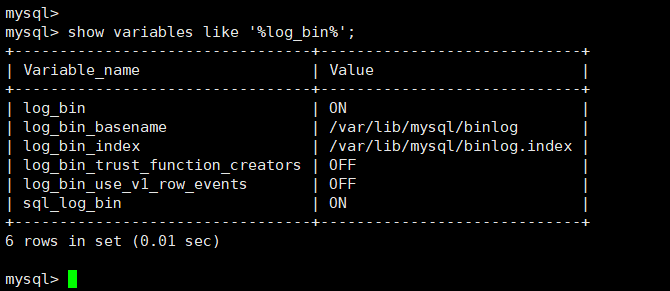 mysql>
mysql> show variables like '%log_bin%';
+---------------------------------+-----------------------------+
| Variable_name                   | Value                       |
+---------------------------------+-----------------------------+
| log_bin                         | ON                          |
| log_bin_basename                | /var/lib/mysql/binlog       |
| log_bin_index                   | /var/lib/mysql/binlog.index |
| log_bin_trust_function_creators | OFF                         |
| log_bin_use_v1_row_events       | OFF                         |
| sql_log_bin                     | ON                          |
+---------------------------------+-----------------------------+
6 rows in set (0.01 sec)
mysql>